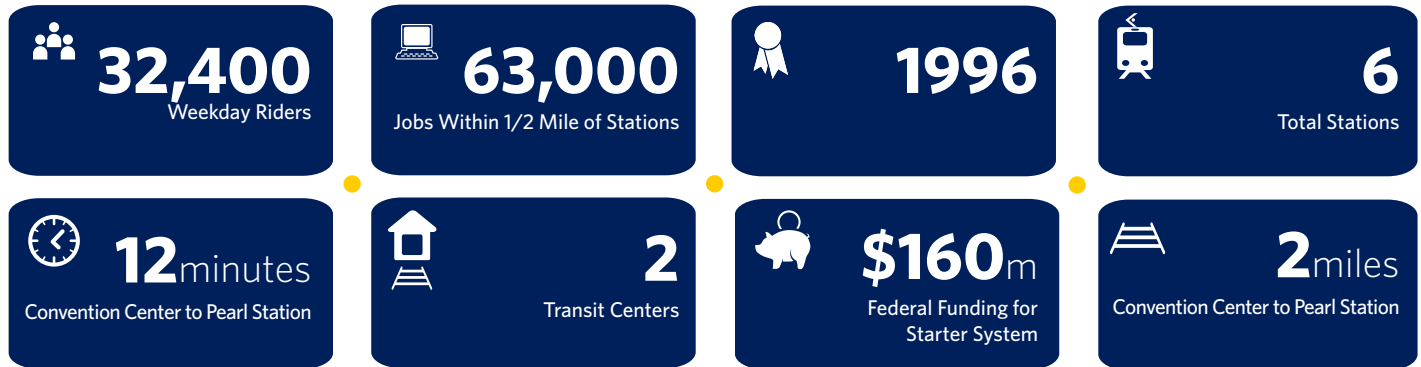 32,400
Weekday Riders
63,000
Jobs Within 1/2 Mile of Stations
1996
6
Total Stations
12minutes
Convention Center to Pearl Station
2
Transit Centers
$160m
Federal Funding for
Starter System
2miles
Convention Center to Pearl Station